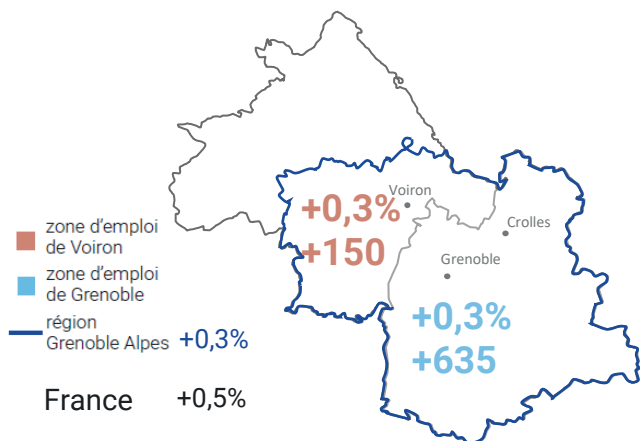 Voiron
+0,3%
+150
Crolles
Grenoble
+0,3%
+635
zone d'emploi
de Voiron
zone d'emploi
de Grenoble
région
Grenoble Alpes +0,3%
France +0,5%